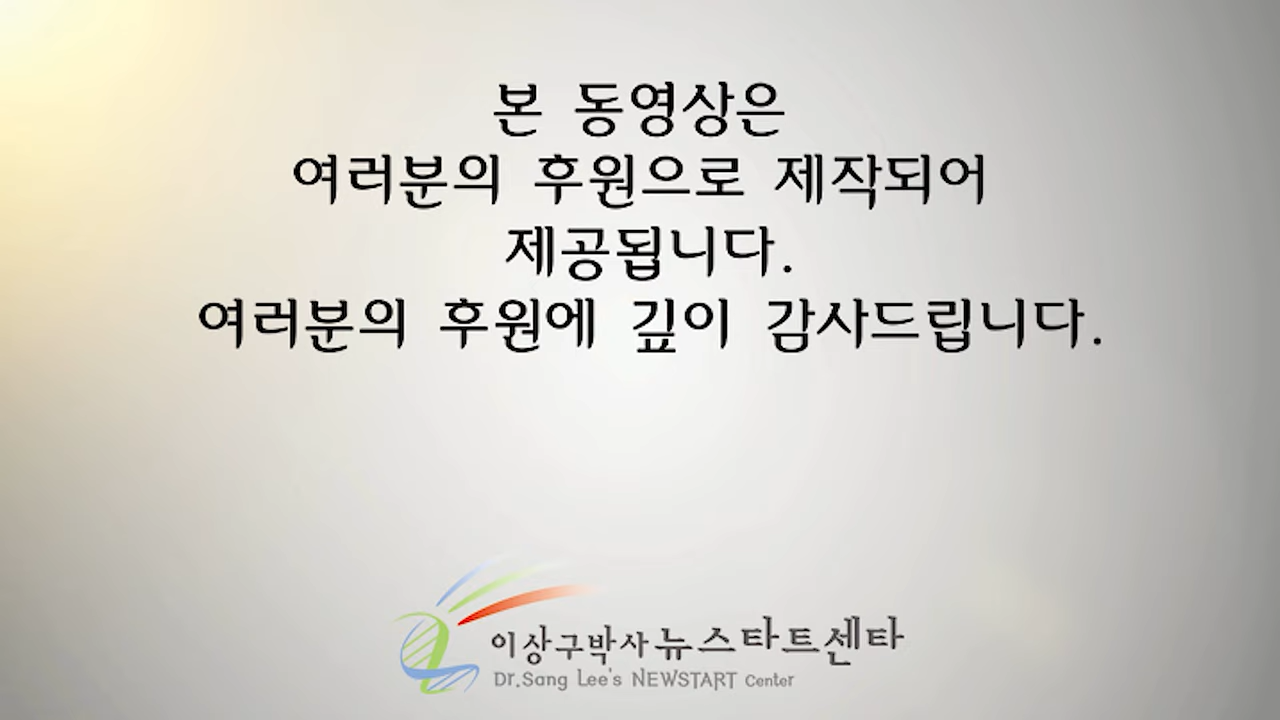 본 동영상은
여러분의 후원으로 제작되어
제공됩니다.
여러분의 후원에 깊이 감사드립니다.
이상구박사 뉴스타트센타
Dr.Sang Lee's NEWSTART Center